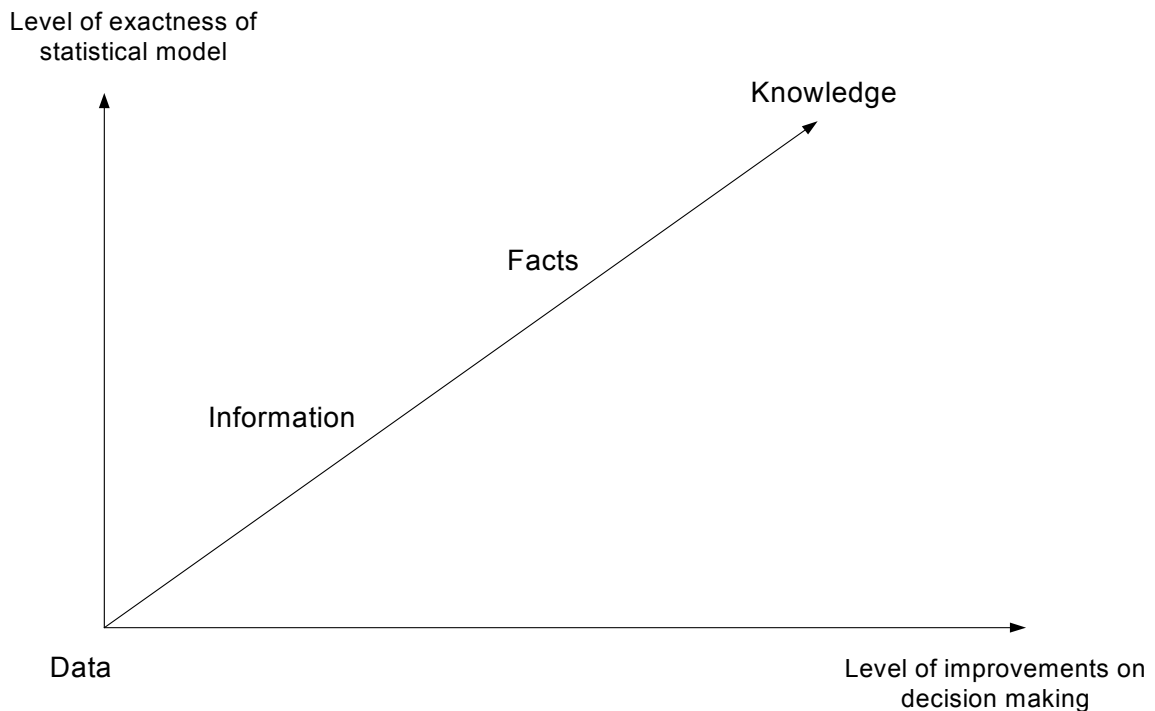 Level of exactness of
statistical model
Knowledge
Facts
Information
Data
Level of improvements on
decision making